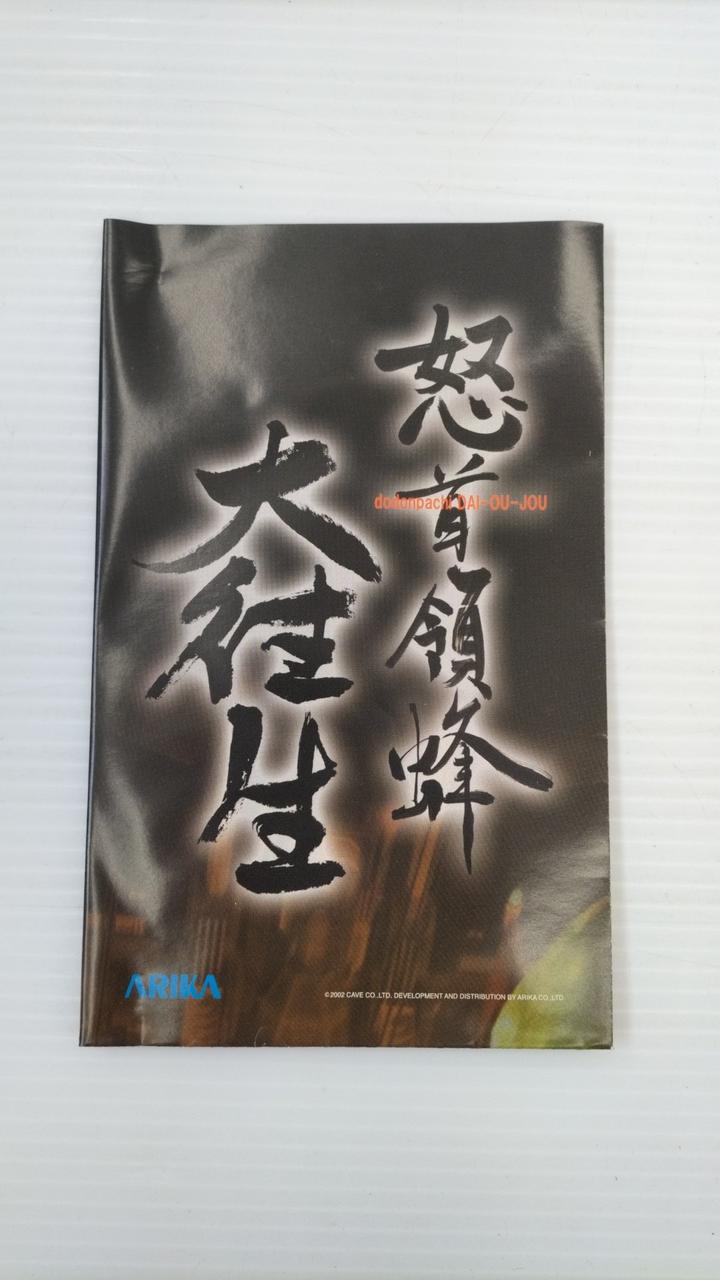 怒首領蜂
大往生
dodonpachi DAI-OU-JOU
ARIKA
©2002 CAVE CO.,LTD. DEVELOPMENT AND DISTRIBUTION BY ARIKA CO.,LTD.